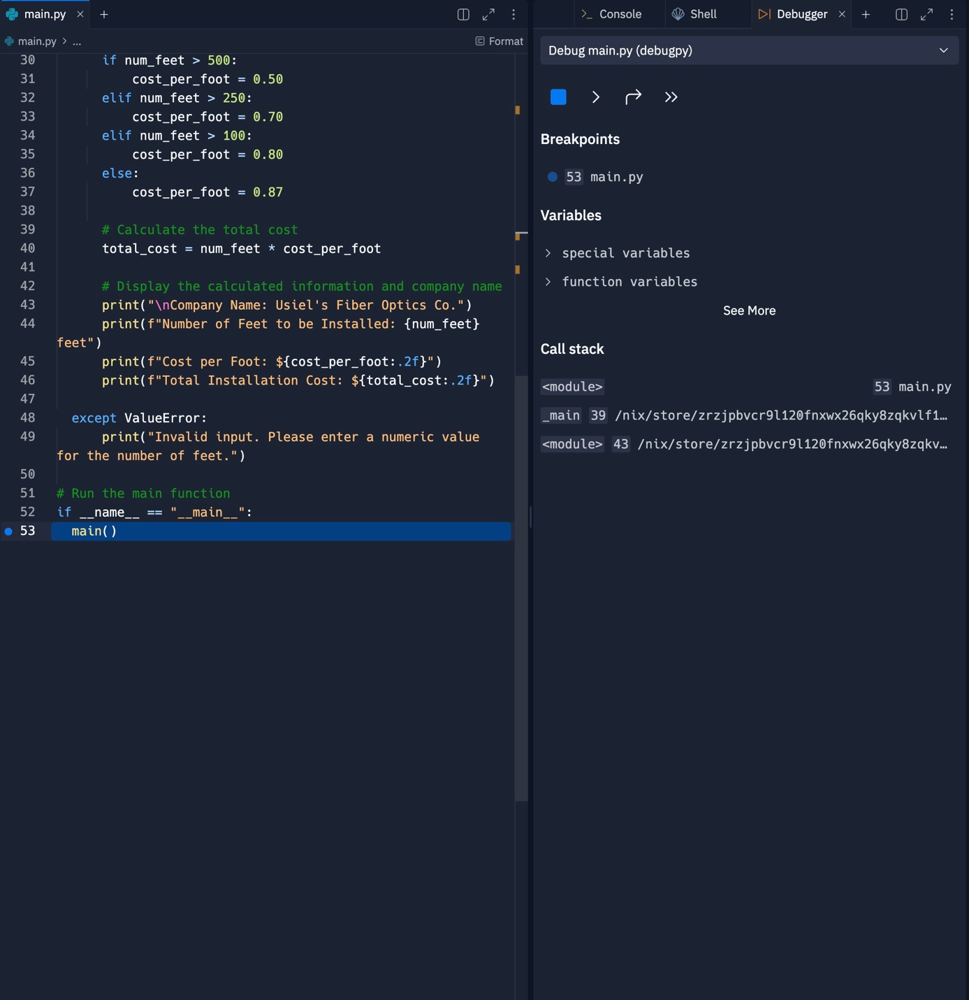 main.py
Console
Shell
Debugger
main.py > ...
Format
30 if num_feet > 500:
31 cost_per_foot = 0.50
32 elif num_feet > 250:
33 cost_per_foot = 0.70
34 elif num_feet > 100:
35 cost_per_foot = 0.80
36 else:
37 cost_per_foot = 0.87
38
39 # Calculate the total cost
40 total_cost = num_feet * cost_per_foot
41
42 # Display the calculated information and company name
43 print("\nCompany Name: Usiel's Fiber Optics Co.")
44 print(f"Number of Feet to be Installed: {num_feet}
feet")
45 print(f"Cost per Foot: ${cost_per_foot:.2f}")
46 print(f"Total Installation Cost: ${total_cost:.2f}")
47
48 except ValueError:
49 print("Invalid input. Please enter a numeric value
for the number of feet.")
50
51 # Run the main function
52 if __name__ == "__main__":
53 main()
Debug main.py (debugpy)
Breakpoints
53 main.py
Variables
special variables
function variables
See More
Call stack
<module> 53 main.py
_main 39 /nix/store/zrzjpbvcr9l120fnxwx26qky8zqkvlf1…
<module> 43 /nix/store/zrzjpbvcr9l120fnxwx26qky8zqkv…